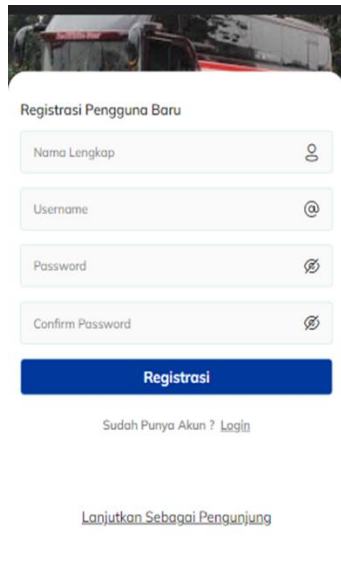 Registrasi Pengguna Baru
Nama Lengkap
Username
@
Password
Confirm Password
Registrasi
Sudah Punya Akun ? Login
Lanjutkan Sebagai Pengunjung